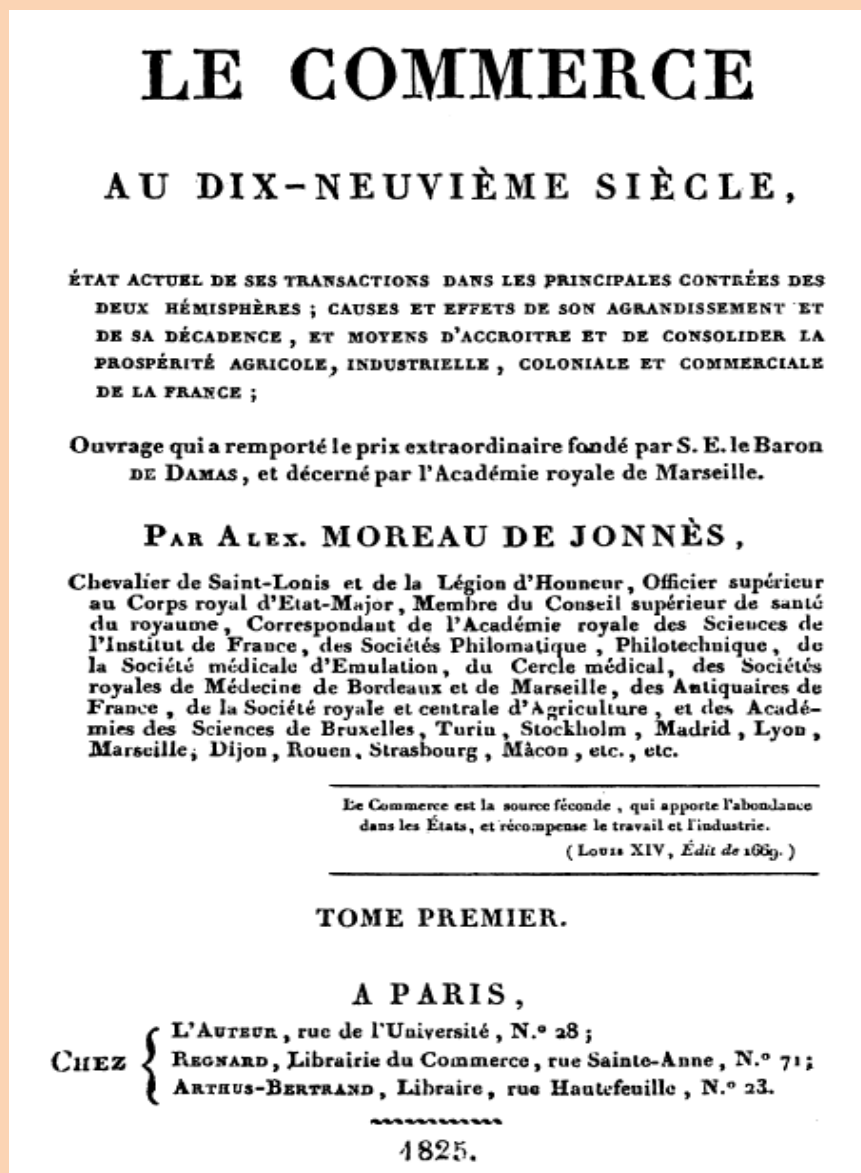 LE COMMERCE
AU DIX-NEUVIÈME SIÈCLE,
ÉTAT ACTUEL DE SES TRANSACTIONS DANS LES PRINCIPALES CONTRÉES DES
DEUX HÉMISPHÈRES ; CAUSES ET EFFETS DE SON AGRANDISSEMENT ET
DE SA DÉCADENCE , ET MOYENS D'ACCROITRE ET DE CONSOLIDER LA
PROSPÉRITÉ AGRICOLE, INDUSTRIELLE , COLONIALE ET COMMERCIALE
DE LA FRANCE ;
Ouvrage qui a remporté le prix extraordinaire fondé par S. E. le Baron
DE DAMAS, et décerné par l'Académie royale de Marseille.
PAR ALEX. MOREAU DE JONNÈS,
Chevalier de Saint-Louis et de la Légion d'Honneur, Officier supérieur
au Corps royal d'Etat-Major, Membre du Conseil supérieur de santé
du royaume, Correspondant de l'Académie royale des Sciences de
l'Institut de France, des Sociétés Philomatique , Philotechnique, de
la Société médicale d'Emulation, du Cercle médical, des Sociétés
royales de Médecine de Bordeaux et de Marseille, des Antiquaires de
France , de la Société royale et centrale d'Agriculture , et des Acadé-
mies des Sciences de Bruxelles, Turin, Stockholm , Madrid , Lyon ,
Marseille, Dijon, Rouen, Strasbourg , Mâcon , etc., etc.
Le Commerce est la source féconde , qui apporte l'abondance
dans les États, et récompense le travail et l'industrie.
( LOUIS XIV, Édit de 1669. )
TOME PREMIER.
A PARIS,
CHEZ { L'AUTEUR, rue de l'Université, N.º 28 ;
REGNARD, Librairie du Commerce, rue Sainte-Anne, N.º 71 ;
ARTHUS-BERTRAND, Libraire, rue Hautefeuille, N.º 23.
1825.